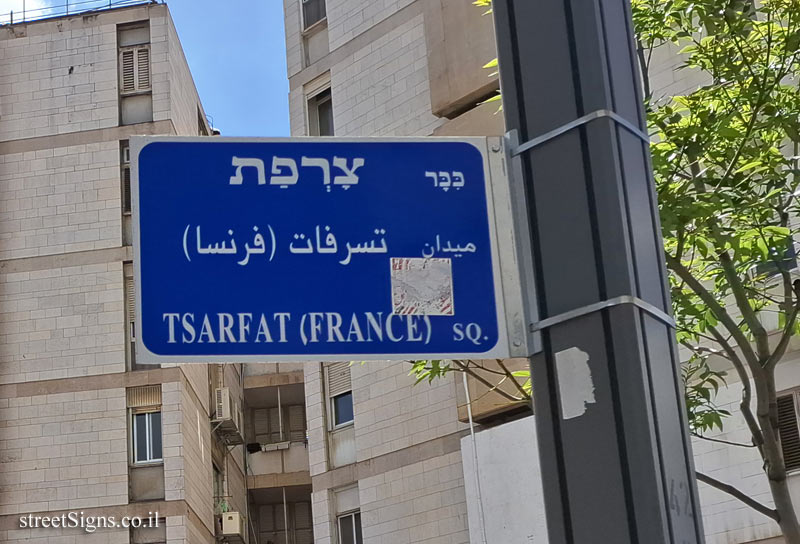 כִּכָּר צָרְפַת
ميدان تسرفات (فرنسا)
TSARFAT (FRANCE) SQ.
streetSigns.co.il